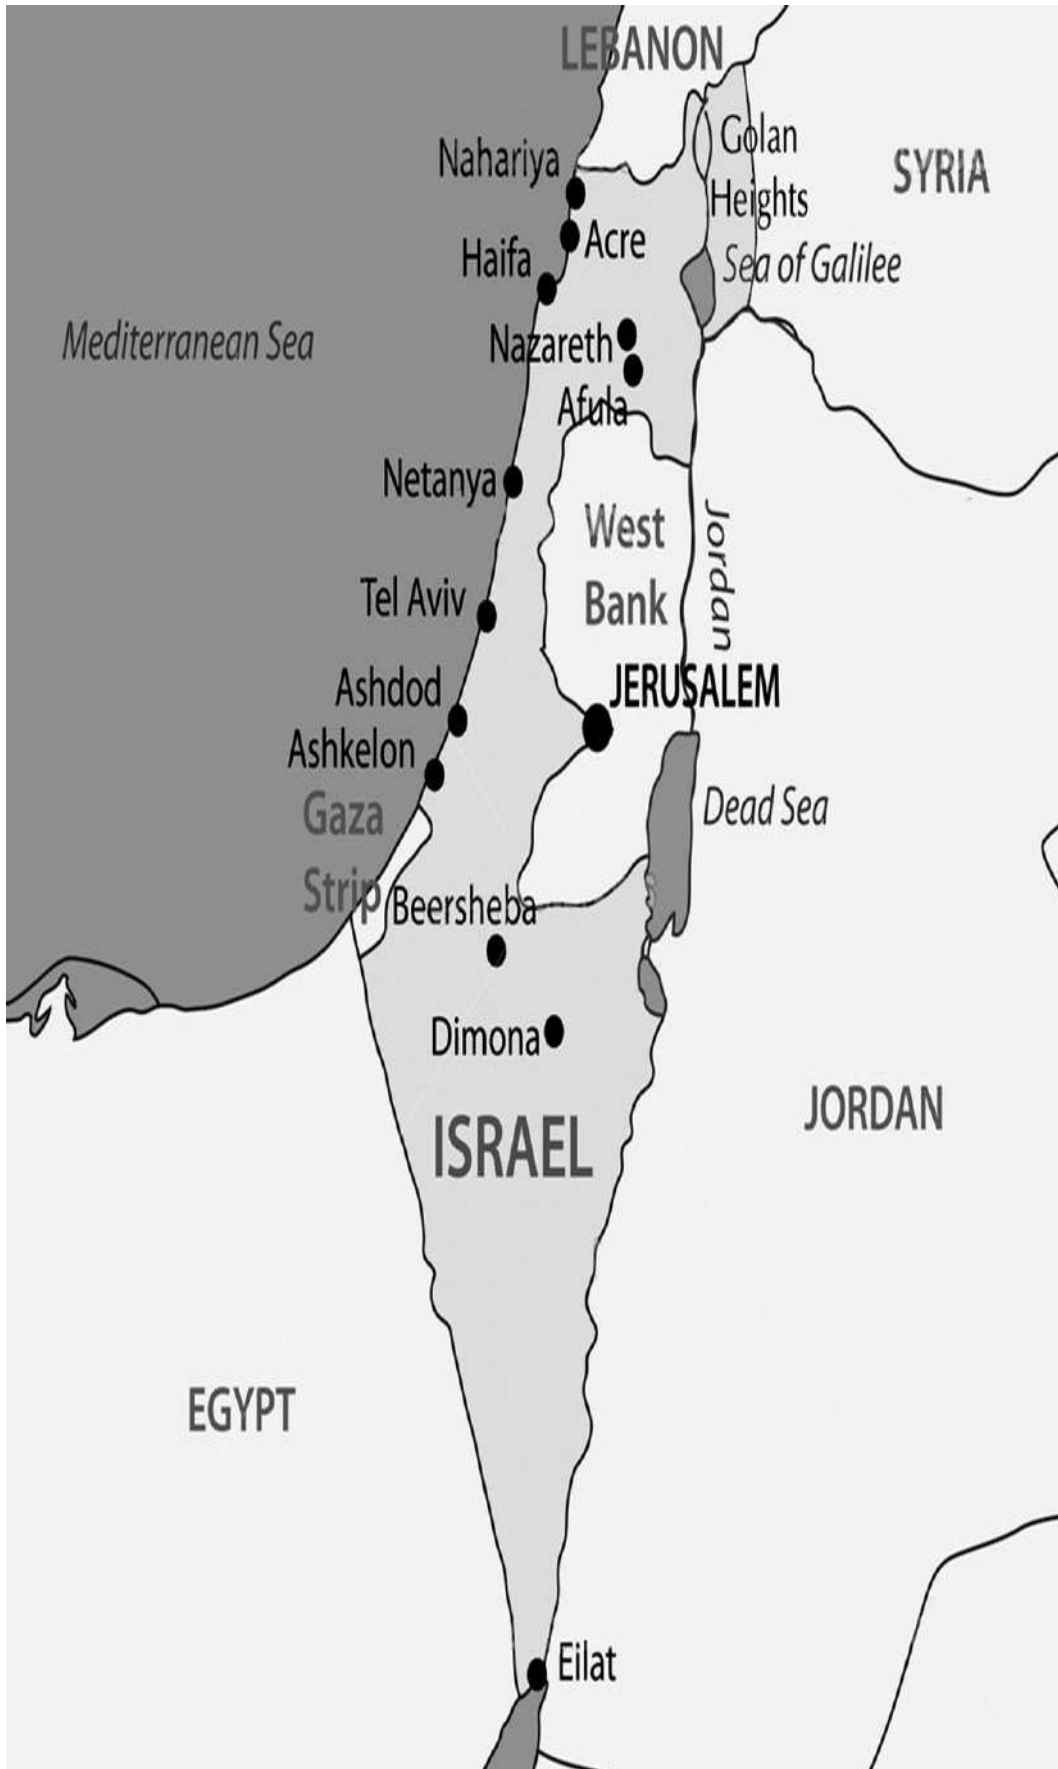 LEBANON
Golan
Nahariya
SYRIA
Heights
Acre
Haifa
Sea of Galilee
Mediterranean Sea
Nazareth
Afula
Netanya
West
Jordan
Bank
Tel Aviv
JERUSALEM
Ashdod
Ashkelon
Dead Sea
Gaza
Strip
Beersheba
Dimona
JORDAN
ISRAEL
EGYPT
Eilat